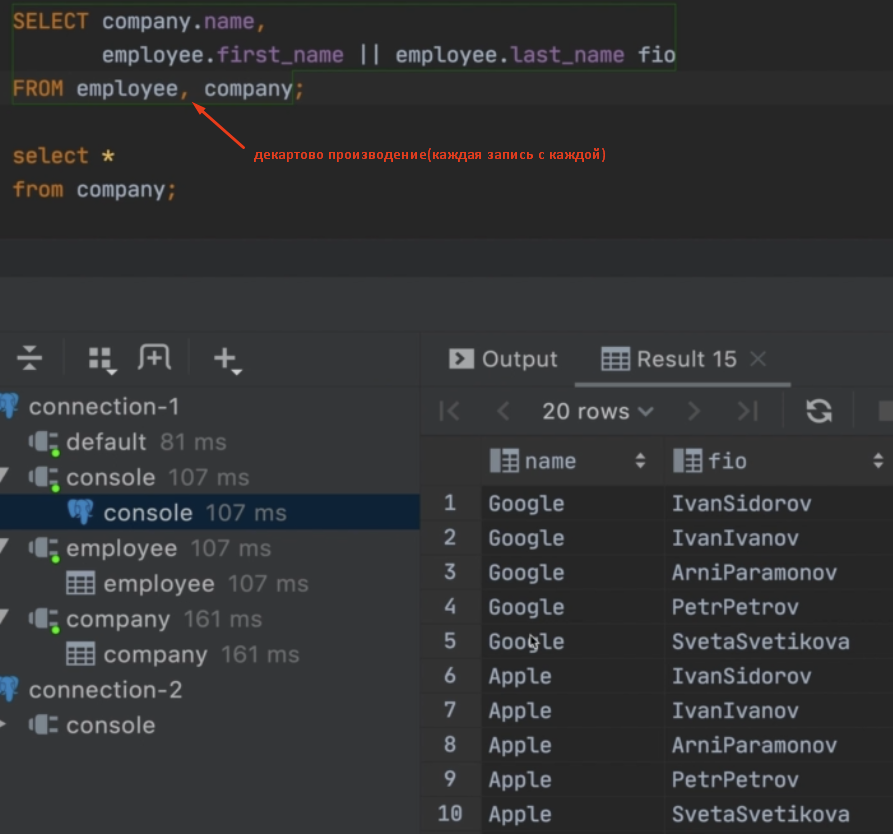 SELECT company.name,
employee.first_name || employee.last_name fio
FROM employee, company;
декартово производение(каждая запись с каждой)
select *
from company;
Output
Result 15
connection-1
20 rows
default 81 ms
console 107 ms
name
fio
console 107 ms
1 Google IvanSidorov
employee 107 ms
2 Google IvanIvanov
employee 107 ms
3 Google ArniParamonov
company 161 ms
4 Google PetrPetrov
company 161 ms
5 Google SvetaSvetikova
connection-2
6 Apple IvanSidorov
console
7 Apple IvanIvanov
8 Apple ArniParamonov
9 Apple PetrPetrov
10 Apple SvetaSvetikova